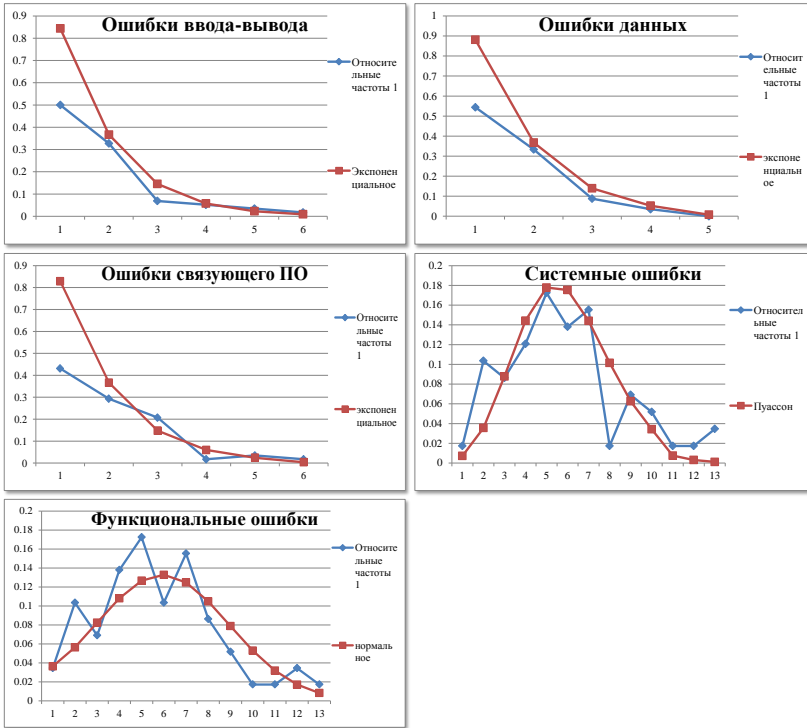 Ошибки ввода-вывода
0.9
0.8
0.7
0.6
0.5
0.4
0.3
0.2
0.1
0
1 2 3 4 5 6
Относите
льные
частоты 1
Экспонен
циальное
Ошибки данных
1
0.9
0.8
0.7
0.6
0.5
0.4
0.3
0.2
0.1
0
1 2 3 4 5
Относит
ельные
частоты
1
экспоне
нциальн
ое
Ошибки связующего ПО
0.9
0.8
0.7
0.6
0.5
0.4
0.3
0.2
0.1
0
1 2 3 4 5 6
Относите
льные
частоты
1
экспонен
циальное
Системные ошибки
0.2
0.18
0.16
0.14
0.12
0.1
0.08
0.06
0.04
0.02
0
1 2 3 4 5 6 7 8 9 10 11 12 13
Относител
ьные
частоты 1
Пуассон
Функциональные ошибки
0.2
0.18
0.16
0.14
0.12
0.1
0.08
0.06
0.04
0.02
0
1 2 3 4 5 6 7 8 9 10 11 12 13
Относите
льные
частоты
1
нормаль
ное